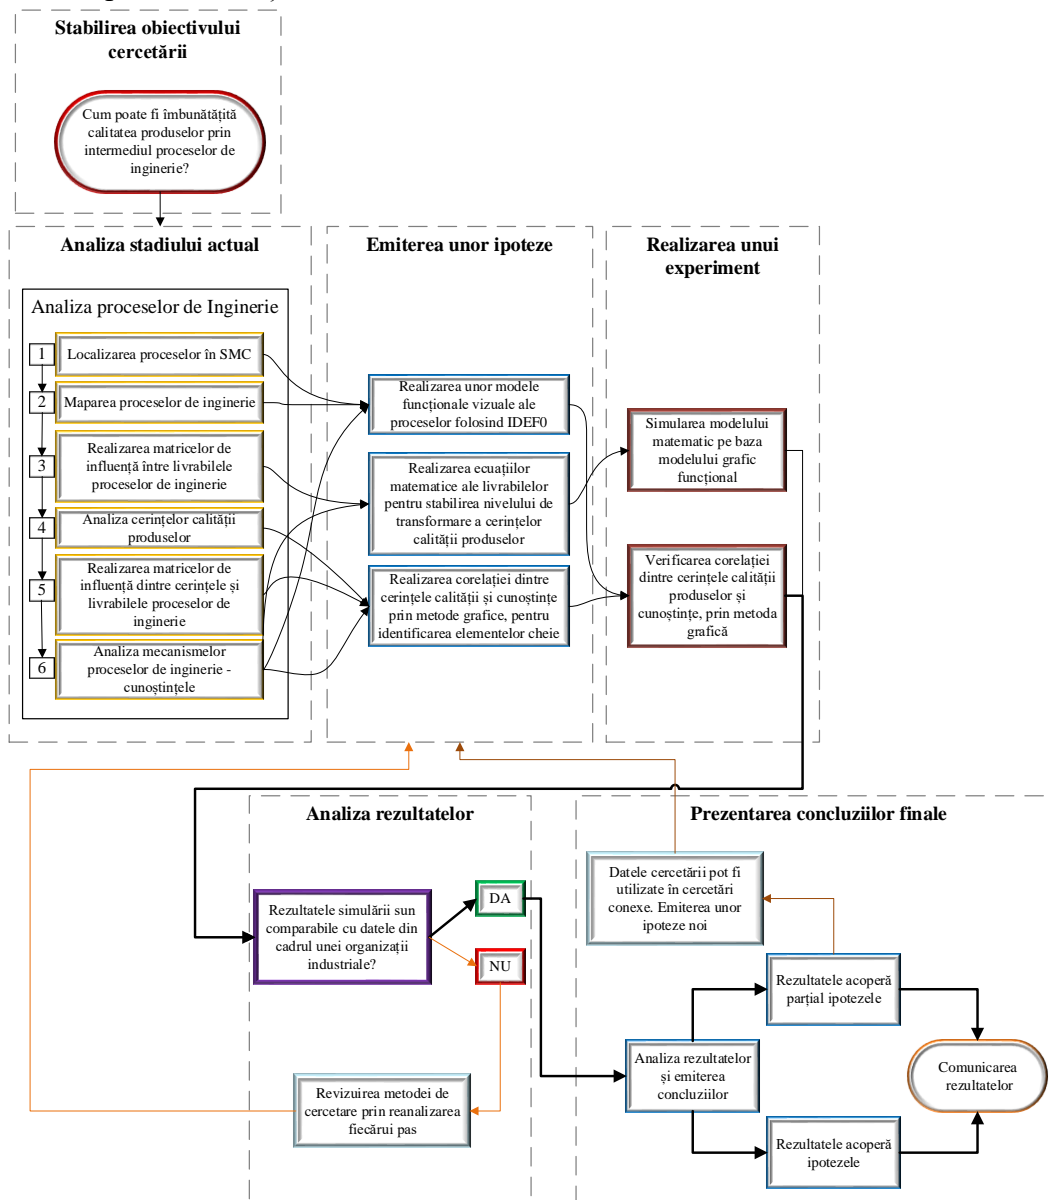 Stabilirea obiectivului
cercetării
Cum poate fi îmbunătățită
calitatea produselor prin
intermediul proceselor de
inginerie?
Analiza stadiului actual
Analiza proceselor de Inginerie
1
Localizarea proceselor în SMC
2
Maparea proceselor de inginerie
3
Realizarea matricelor de
influență între livrabilele
proceselor de inginerie
4
Analiza cerințelor calității
produselor
5
Realizarea matricelor de
influență dintre cerințele și
livrabilele proceselor de
inginerie
6
Analiza mecanismelor
proceselor de inginerie -
cunoștințele
Emiterea unor ipoteze
Realizarea unor modele
funcționale vizuale ale
proceselor folosind IDEF0
Realizarea ecuațiilor
matematice ale livrabilelor
pentru stabilirea nivelului de
transformare a cerințelor
calității produselor
Realizarea corelației dintre
cerințele calității și cunoștințe
prin metode grafice, pentru
identificarea elementelor cheie
Realizarea unui
experiment
Simularea modelului
matematic pe baza
modelului grafic
funcțional
Verificarea corelației
dintre cerințele calității
produselor și
cunoștințe, prin metoda
grafică
Analiza rezultatelor
Rezultatele simulării sun
comparabile cu datele din
cadrul unei organizații
industriale?
DA
NU
Revizuirea metodei de
cercetare prin reanalizarea
fiecărui pas
Prezentarea concluziilor finale
Datele cercetării pot fi
utilizate în cercetări
conexe. Emiterea unor
ipoteze noi
Rezultatele acoperă
parțial ipotezele
Analiza rezultatelor
și emiterea
concluziilor
Comunicarea
rezultatelor
Rezultatele acoperă
ipotezele